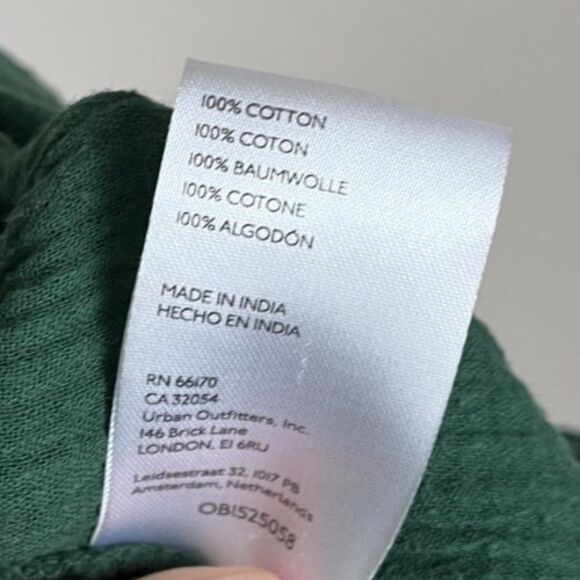 100% COTTON
100% COTON
100% BAUMWOLLE
100% COTONE
100% ALGODÓN
MADE IN INDIA
HECHO EN INDIA
RN 66170
CA 32054
Urban Outfitters, Inc.
146 Brick Lane
LONDON, E1 6RU
Leidsestraat 32, 1017 PB
Amsterdam, Netherlands
OB1525058